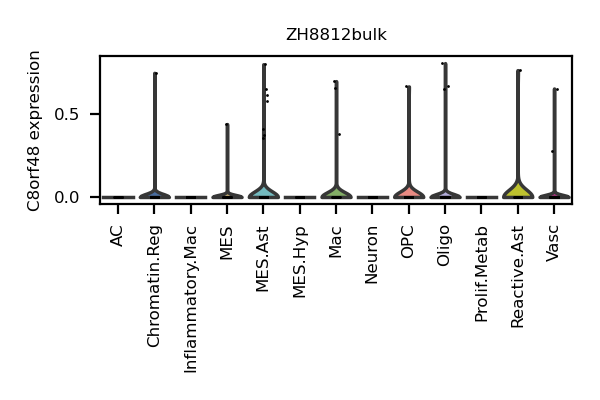 ZH8812bulk
C8orf48 expression
0.5
0.0
AC
Chromatin.Reg
Inflammatory.Mac
MES
MES.Ast
MES.Hyp
Mac
Neuron
OPC
Oligo
Prolif.Metab
Reactive.Ast
Vasc